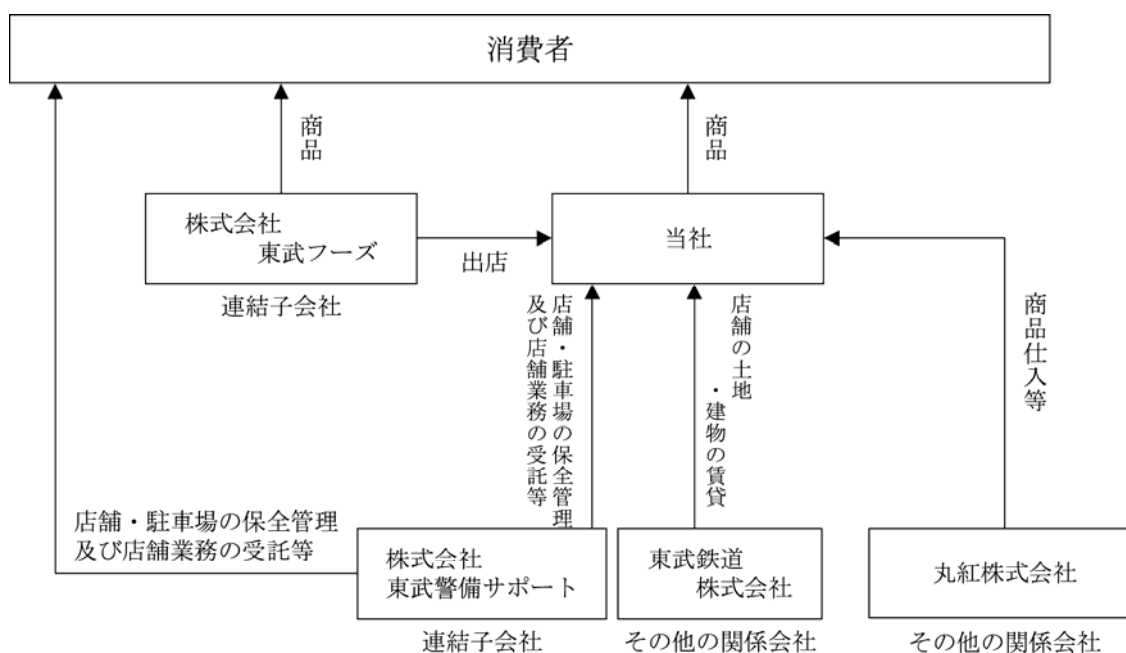 消費者
商品
商品
株式会社
東武フーズ
連結子会社
出店
当社
店舗・駐車場の保全管理
及び店舗業務の受託等
店舗の土地
・建物の賃貸
商品仕入等
店舗・駐車場の保全管理
及び店舗業務の受託等
株式会社
東武警備サポート
連結子会社
東武鉄道
株式会社
その他の関係会社
丸紅株式会社
その他の関係会社